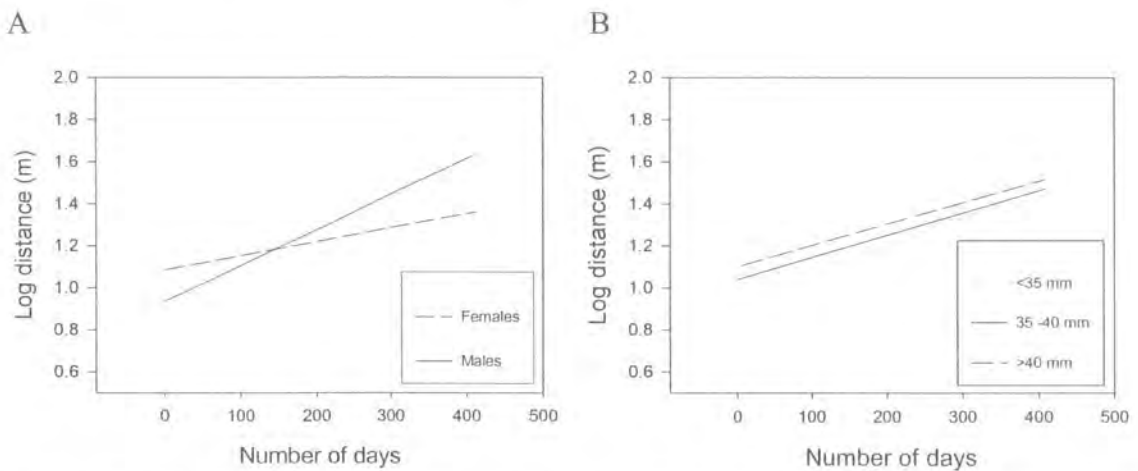 A
2.0
1.8
1.6
1.4
1.2
1.0
0.8
0.6
Log distance (m)
Females
Males
0 100 200 300 400 500
Number of days
B
2.0
1.8
1.6
1.4
1.2
1.0
0.8
0.6
Log distance (m)
<35 mm
35 -40 mm
>40 mm
0 100 200 300 400 500
Number of days